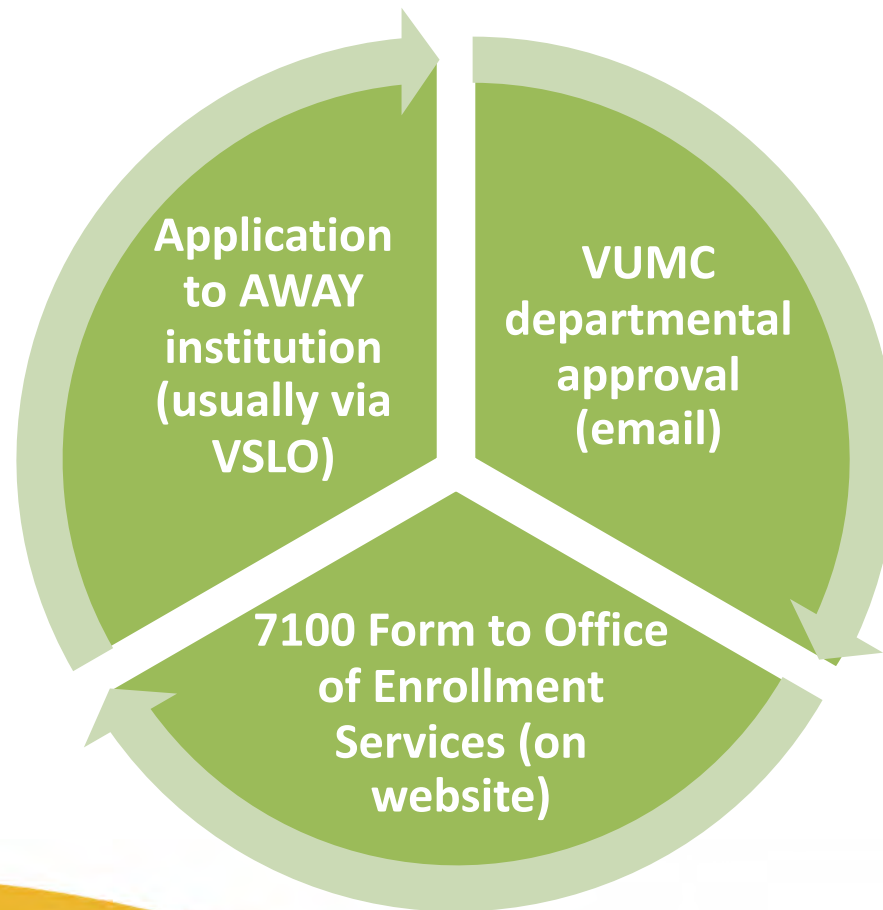 Application
to AWAY
institution
(usually via
VSLO)
VUMC
departmental
approval
(email)
7100 Form to Office
of Enrollment
Services (on
website)